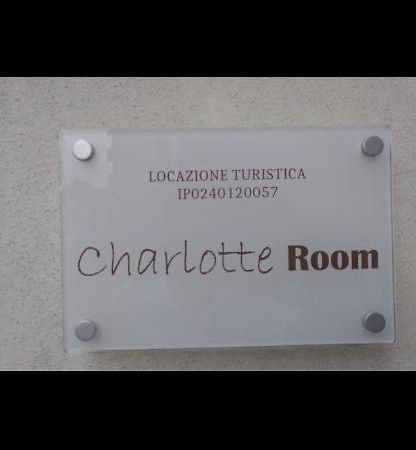 LOCAZIONE TURISTICA
IP0240120057
Charlotte Room